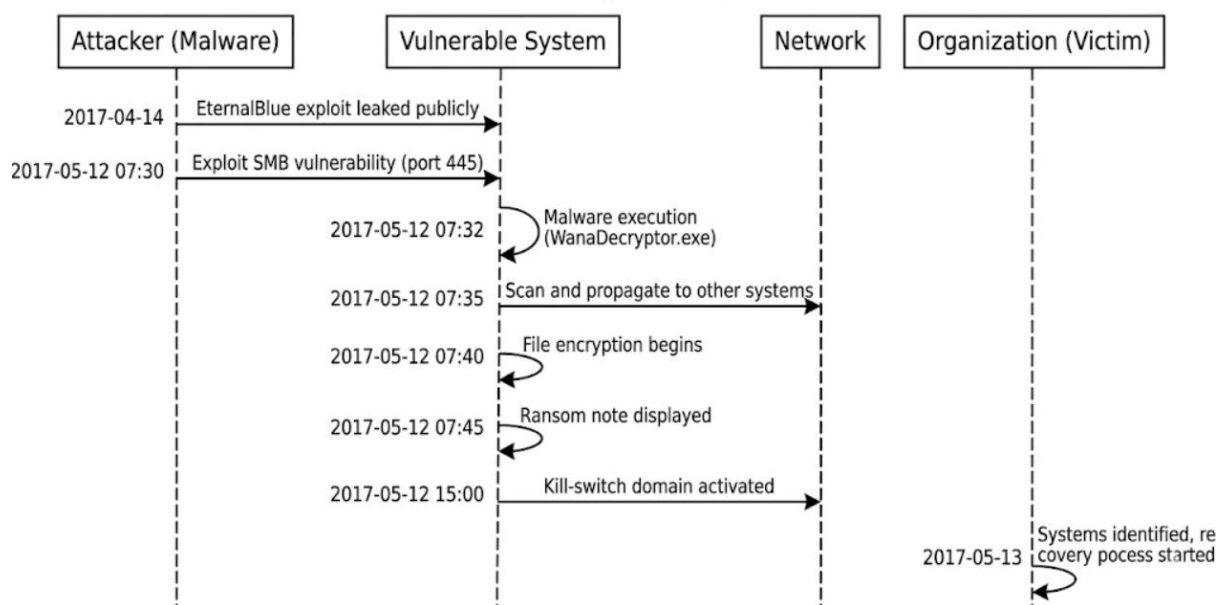 Attacker (Malware) Vulnerable System Network Organization (Victim)
2017-04-14 EternalBlue exploit leaked publicly
2017-05-12 07:30 Exploit SMB vulnerability (port 445)
2017-05-12 07:32 Malware execution
(WanaDecryptor.exe)
2017-05-12 07:35 Scan and propagate to other systems
2017-05-12 07:40 File encryption begins
2017-05-12 07:45 Ransom note displayed
2017-05-12 15:00 Kill-switch domain activated
2017-05-13 Systems identified, re
covery pocess started